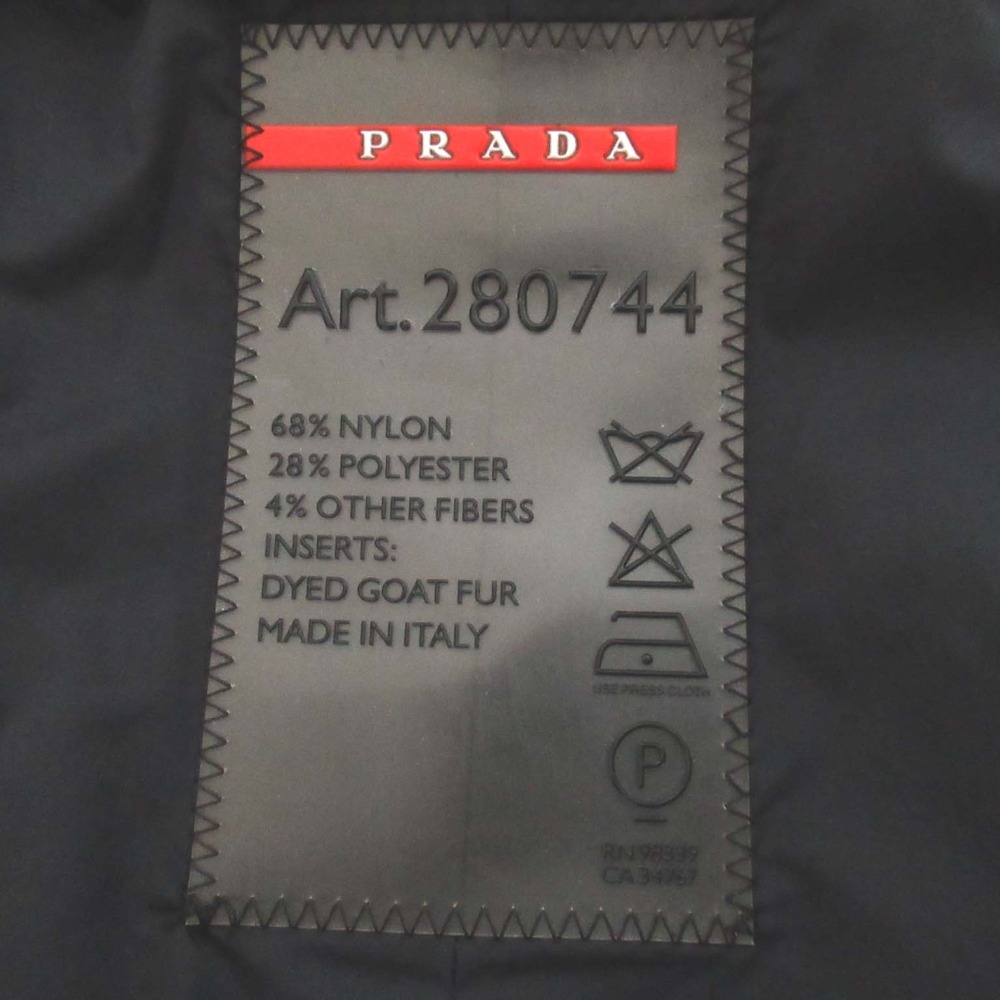 PRADA
Art.280744
68% NYLON
28% POLYESTER
4% OTHER FIBERS
INSERTS:
DYED GOAT FUR
MADE IN ITALY
USE PRESS CLOTH
P
RN 98339
CA 34767